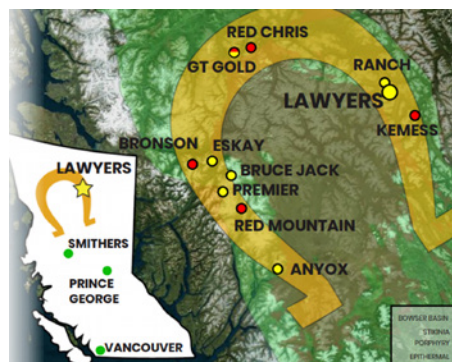 RED CHRIS
GT GOLD
RANCH
LAWYERS
KEMESS
BRONSON
ESKAY
BRUCE JACK
PREMIER
RED MOUNTAIN
ANYOX
LAWYERS
SMITHERS
PRINCE
GEORGE
VANCOUVER
BOWSER BASIN
STIKINIA
PORPHYRY
EPITHERMAL